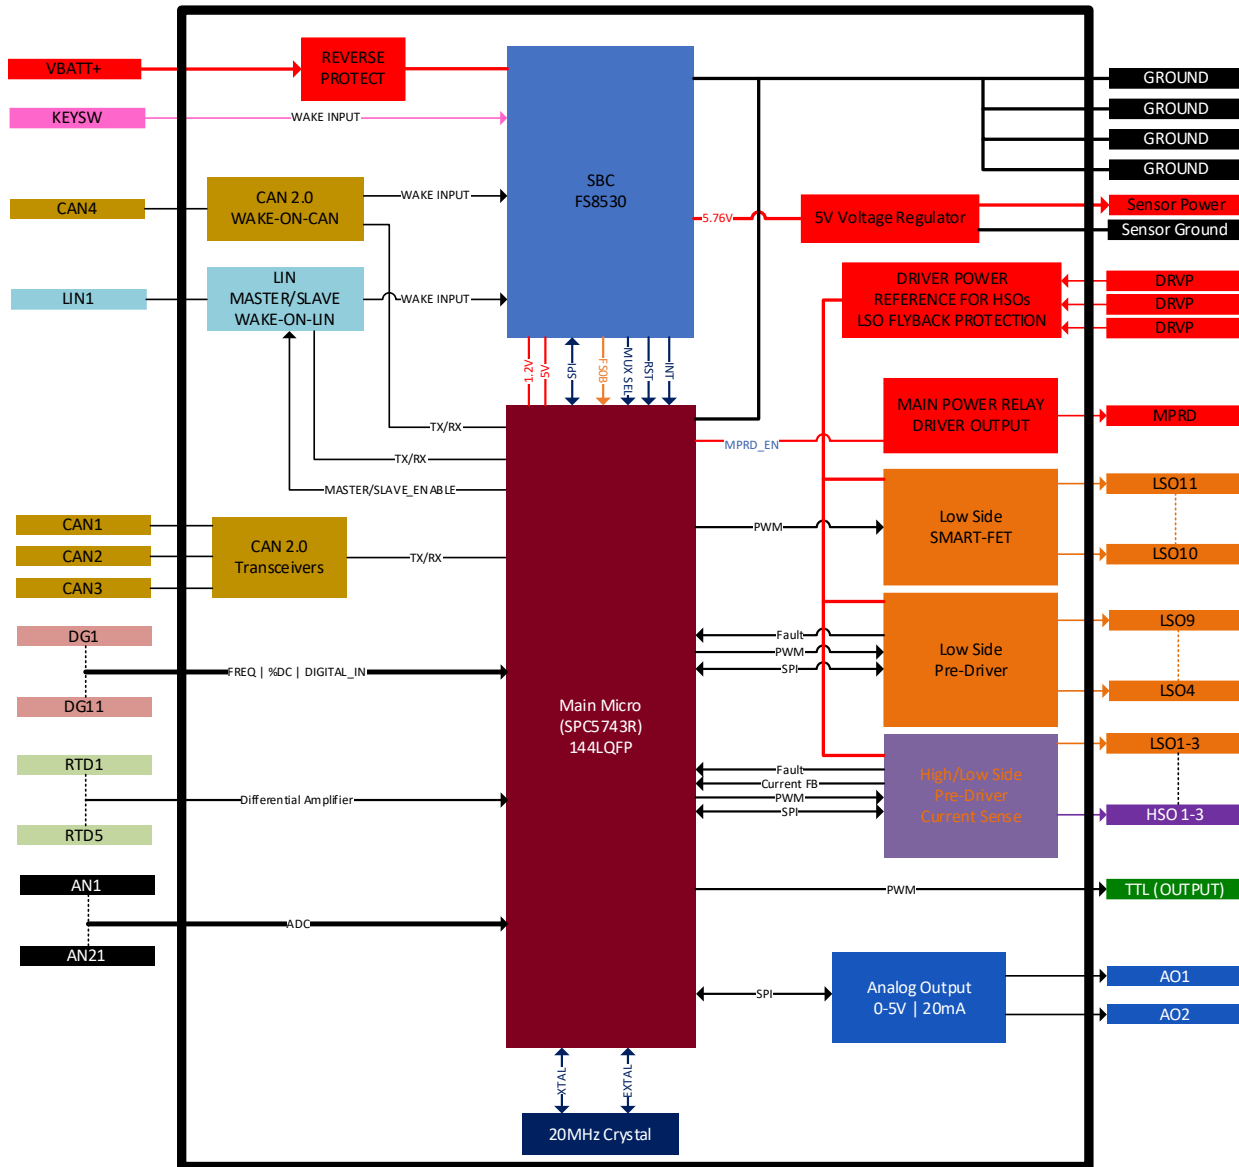 VBATT+
REVERSE
PROTECT
KEYSW
WAKE INPUT
SBC
FS8530
GROUND
GROUND
GROUND
GROUND
CAN4
CAN 2.0
WAKE-ON-CAN
WAKE INPUT
5.76V
5V Voltage Regulator
Sensor Power
Sensor Ground
LIN1
LIN
MASTER/SLAVE
WAKE-ON-LIN
WAKE INPUT
DRIVER POWER
REFERENCE FOR HSOs
LSO FLYBACK PROTECTION
DRVP
DRVP
DRVP
1.2V
5V
SPI
FS0B
MUX SEL
RST
INT
TX/RX
TX/RX
MASTER/SLAVE_ENABLE
MPRD_EN
MAIN POWER RELAY
DRIVER OUTPUT
MPRD
CAN1
CAN2
CAN3
CAN 2.0
Transceivers
TX/RX
PWM
Low Side
SMART-FET
LSO11
LSO10
DG1
DG11
FREQ | %DC | DIGITAL_IN
Main Micro
(SPC5743R)
144LQFP
Fault
PWM
SPI
Low Side
Pre-Driver
LSO9
LSO4
RTD1
RTD5
Differential Amplifier
Fault
Current FB
PWM
SPI
High/Low Side
Pre-Driver
Current Sense
LSO1-3
HSO 1-3
AN1
AN21
ADC
PWM
TTL (OUTPUT)
SPI
Analog Output
0-5V | 20mA
AO1
AO2
XTAL
EXTAL
20MHz Crystal